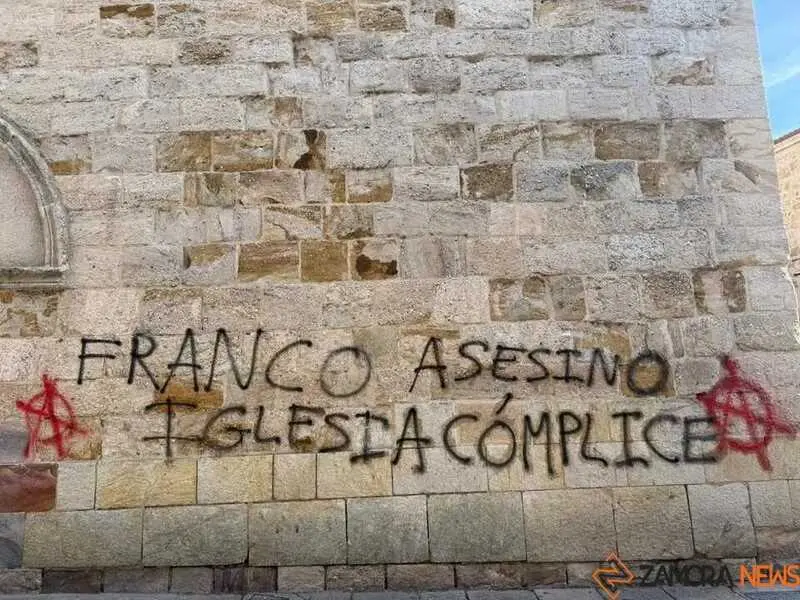 FRANCO ASESINO
IGLESIA CÓMPLICE
ZAMORA NEWS